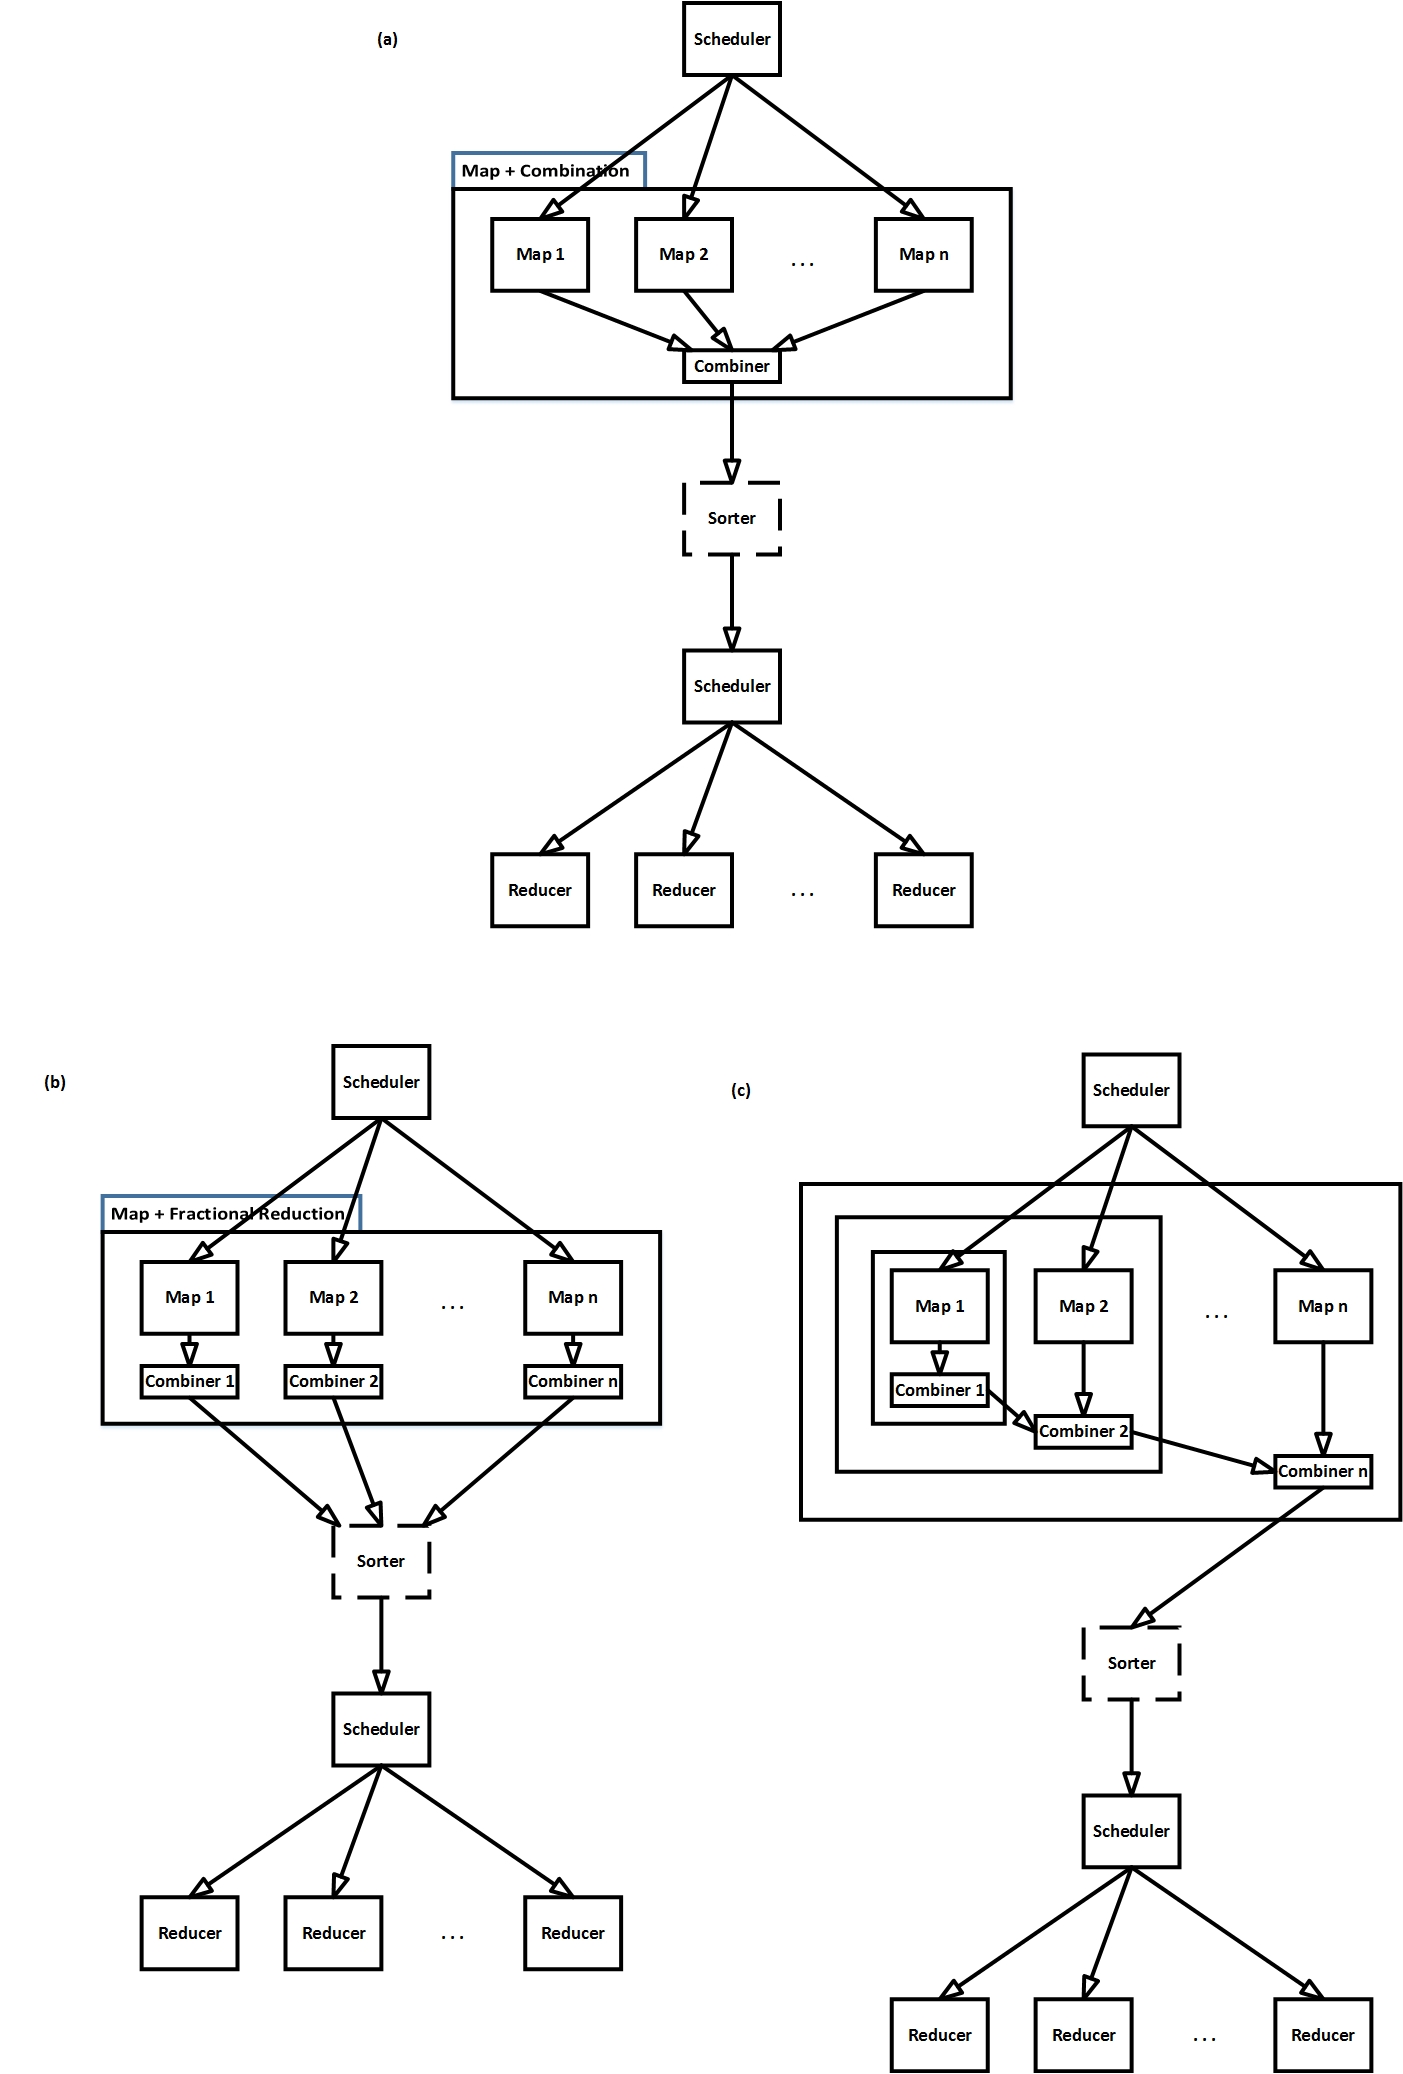 (a)
Scheduler
Map + Combination
Map 1
Map 2
...
Map n
Combiner
Sorter
Scheduler
Reducer
Reducer
...
Reducer
(b)
Scheduler
Map + Fractional Reduction
Map 1
Map 2
...
Map n
Combiner 1
Combiner 2
Combiner n
Sorter
Scheduler
Reducer
Reducer
...
Reducer
(c)
Scheduler
Map 1
Map 2
...
Map n
Combiner 1
Combiner 2
Combiner n
Sorter
Scheduler
Reducer
Reducer
...
Reducer